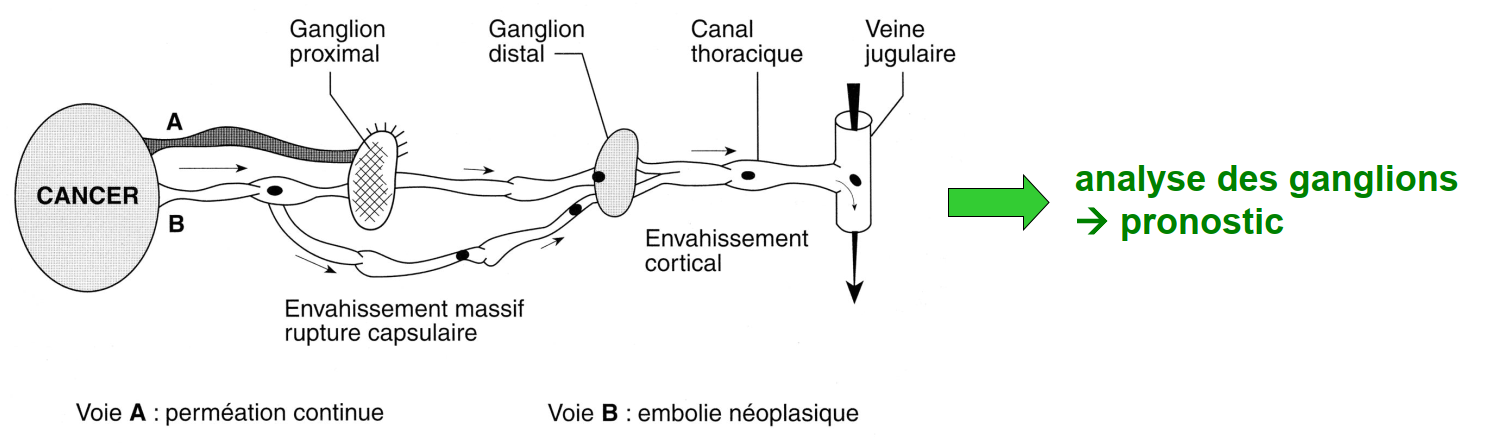 Ganglion
proximal
Ganglion
distal
Canal
thoracique
Veine
jugulaire
A
CANCER
B
Envahissement
cortical
Envahissement massif
rupture capsulaire
analyse des ganglions
→ pronostic
Voie A : perméation continue
Voie B : embolie néoplasique